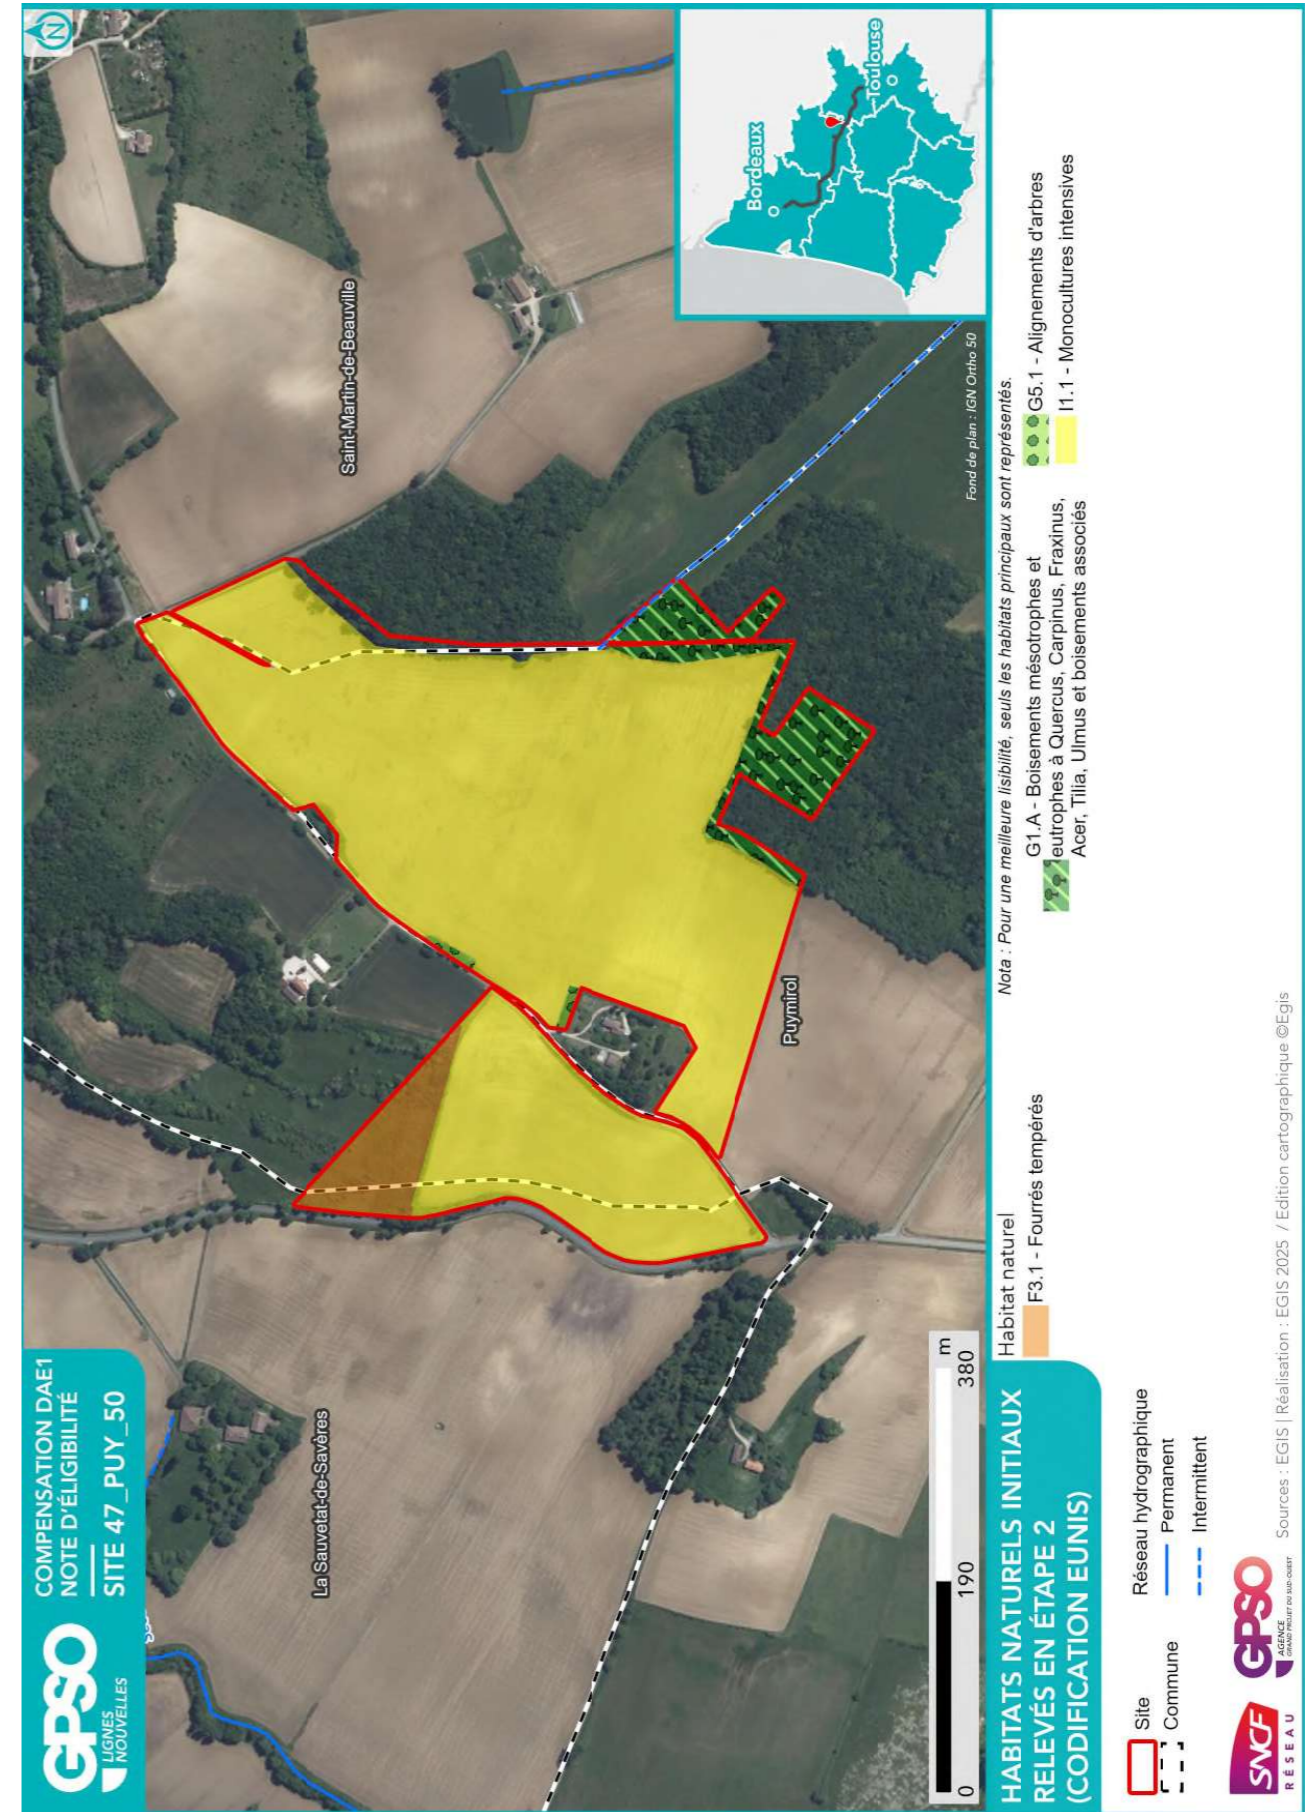 GPSO
LIGNES
NOUVELLES
COMPENSATION DAE1
NOTE D'ÉLIGIBILITÉ
SITE 47_PUY_50
N
La Sauvetat-de-Savères
Saint-Martin-de-Beauville
Puymirol
Bordeaux
Toulouse
0 190 380 m
Fond de plan : IGN Ortho 50
HABITATS NATURELS INITIAUX
RELEVÉS EN ÉTAPE 2
(CODIFICATION EUNIS)
Nota : Pour une meilleure lisibilité, seuls les habitats principaux sont représentés.
Habitat naturel
F3.1 - Fourrés tempérés
G1.A - Boisements mésotrophes et
eutrophes à Quercus, Carpinus, Fraxinus,
Acer, Tilia, Ulmus et boisements associés
G5.1 - Alignements d'arbres
I1.1 - Monocultures intensives
Site
Commune
Réseau hydrographique
Permanent
Intermittent
SNCF
RÉSEAU
GPSO
AGENCE
GRAND PROJET DU SUD-OUEST
Sources : EGIS | Réalisation : EGIS 2025 / Edition cartographique ©Egis